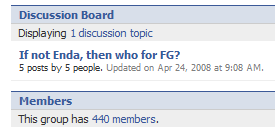 Discussion Board
Displaying 1 discussion topic
If not Enda, then who for FG?
5 posts by 5 people. Updated on Apr 24, 2008 at 9:08 AM.
Members
This group has 440 members.